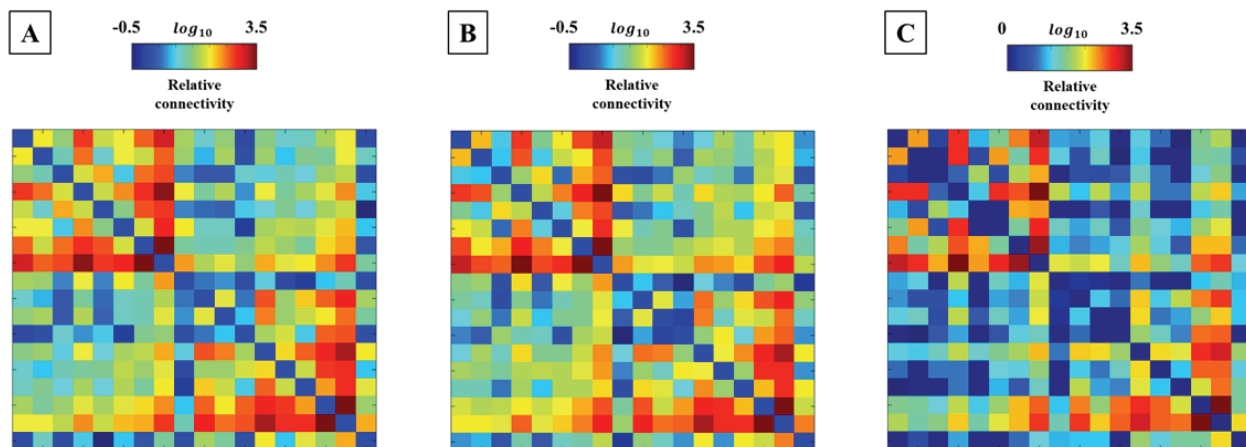 A
-0.5 log10 3.5
Relative
connectivity
B
-0.5 log10 3.5
Relative
connectivity
C
0 log10 3.5
Relative
connectivity